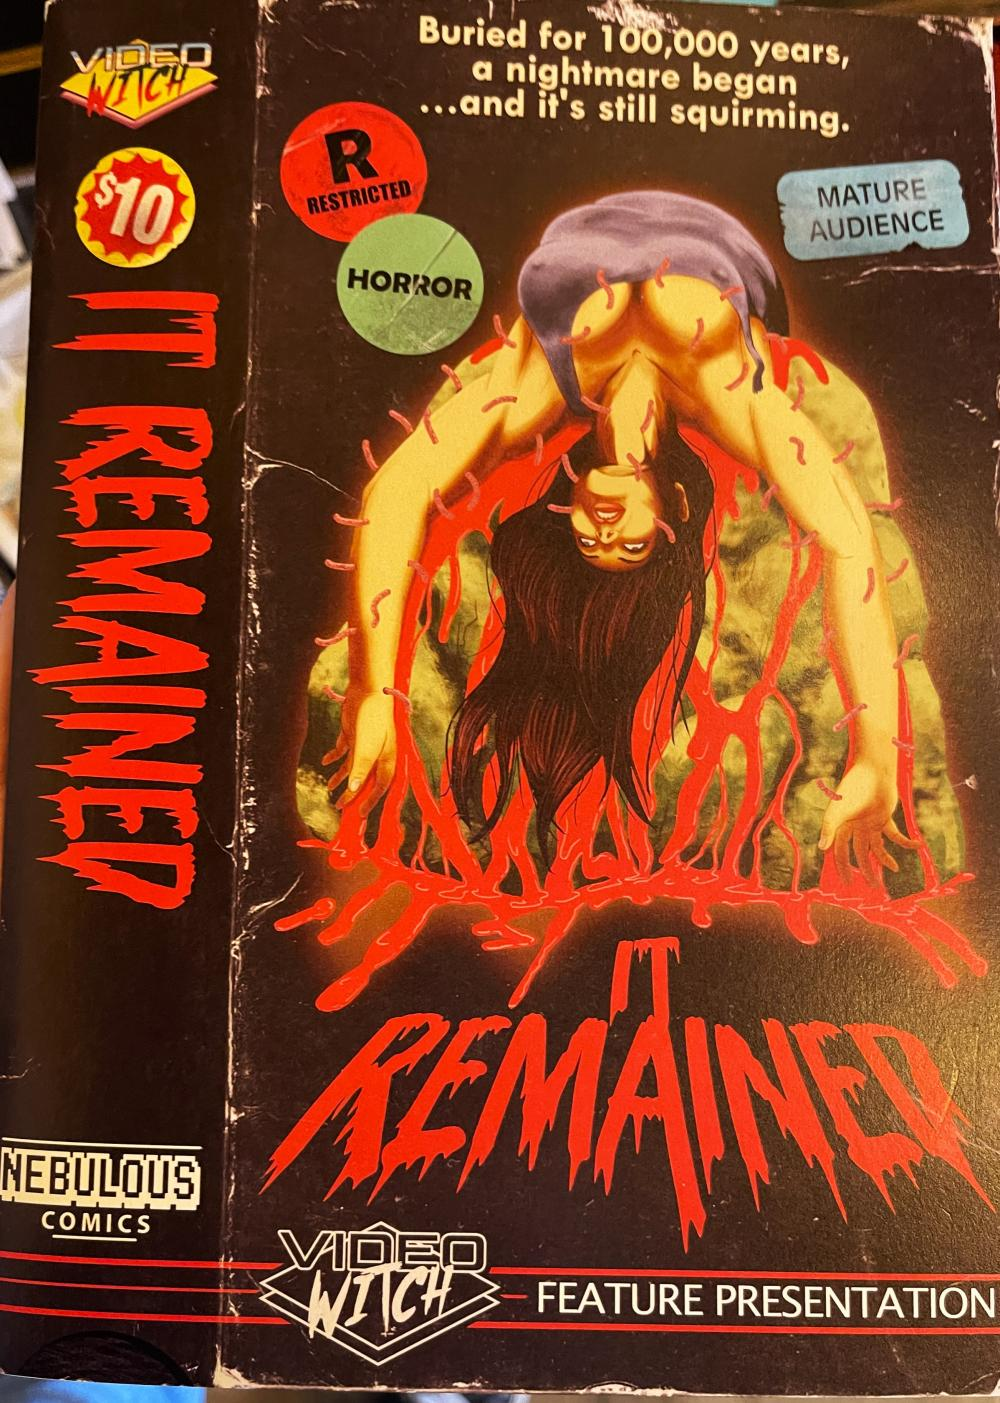 VIDEO
WITCH
$10
IT REMAINED
NEBULOUS
COMICS
Buried for 100,000 years,
a nightmare began
...and it's still squirming.
R
RESTRICTED
HORROR
MATURE
AUDIENCE
IT
REMAINED
VIDEO
WITCH
FEATURE PRESENTATION